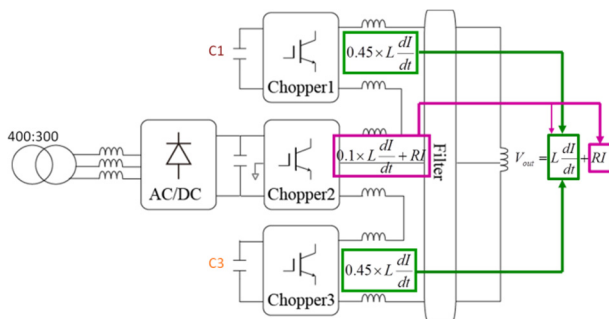 C1
Chopper1
0.45 × L dI/dt
400:300
AC/DC
Chopper2
0.1 × L dI/dt + RI
Filter
V_out = L dI/dt + RI
C3
Chopper3
0.45 × L dI/dt